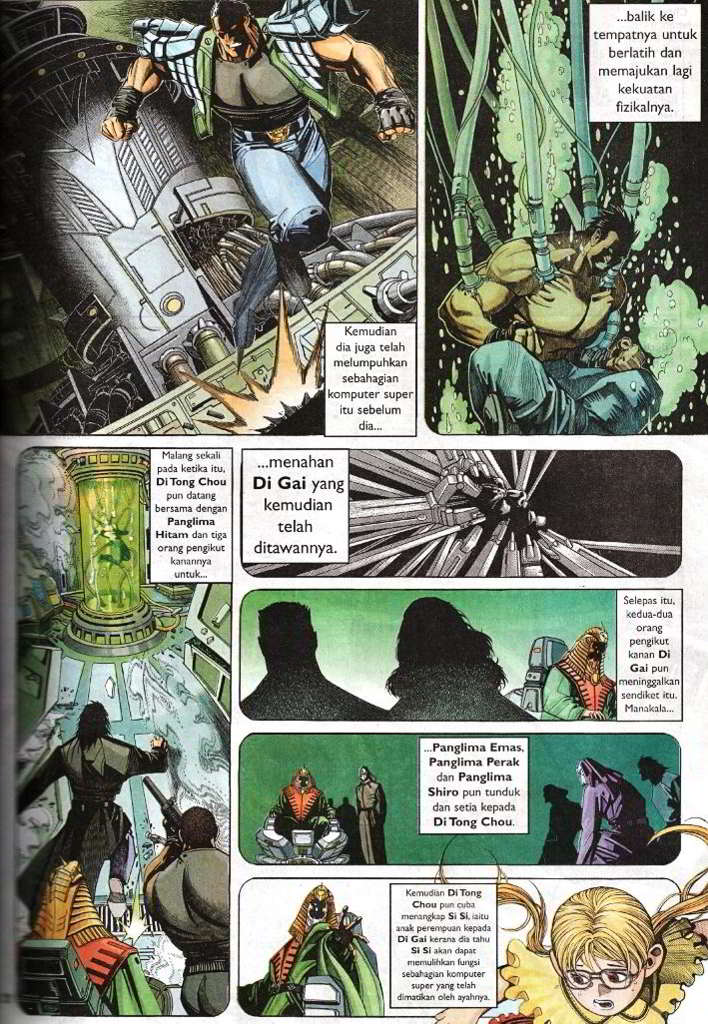 Kemudian
dia juga telah
melumpuhkan
sebahagian
komputer super
itu sebelum
dia...
...balik ke
tempatnya untuk
berlatih dan
memajukan lagi
kekuatan
fizikalnya.
Malang sekali
pada ketika itu,
Di Tong Chou
pun datang
bersama dengan
Panglima
Hitam dan tiga
orang pengikut
kanannya
untuk...
...menahan
Di Gai yang
kemudian
telah
ditawannya.
Selepas itu,
kedua-dua
orang
pengikut
kanan Di
Gai pun
meninggalkan
sendiket itu.
Manakala...
...Panglima Emas,
Panglima Perak
dan Panglima
Shiro pun tunduk
dan setia kepada
Di Tong Chou.
Kemudian Di Tong
Chou pun cuba
menangkap Si Si, iaitu
anak perempuan kepada
Di Gai kerana dia tahu
Si Si akan dapat
memulihkan fungsi
sebahagian komputer
super yang telah
dimatikan oleh ayahnya.